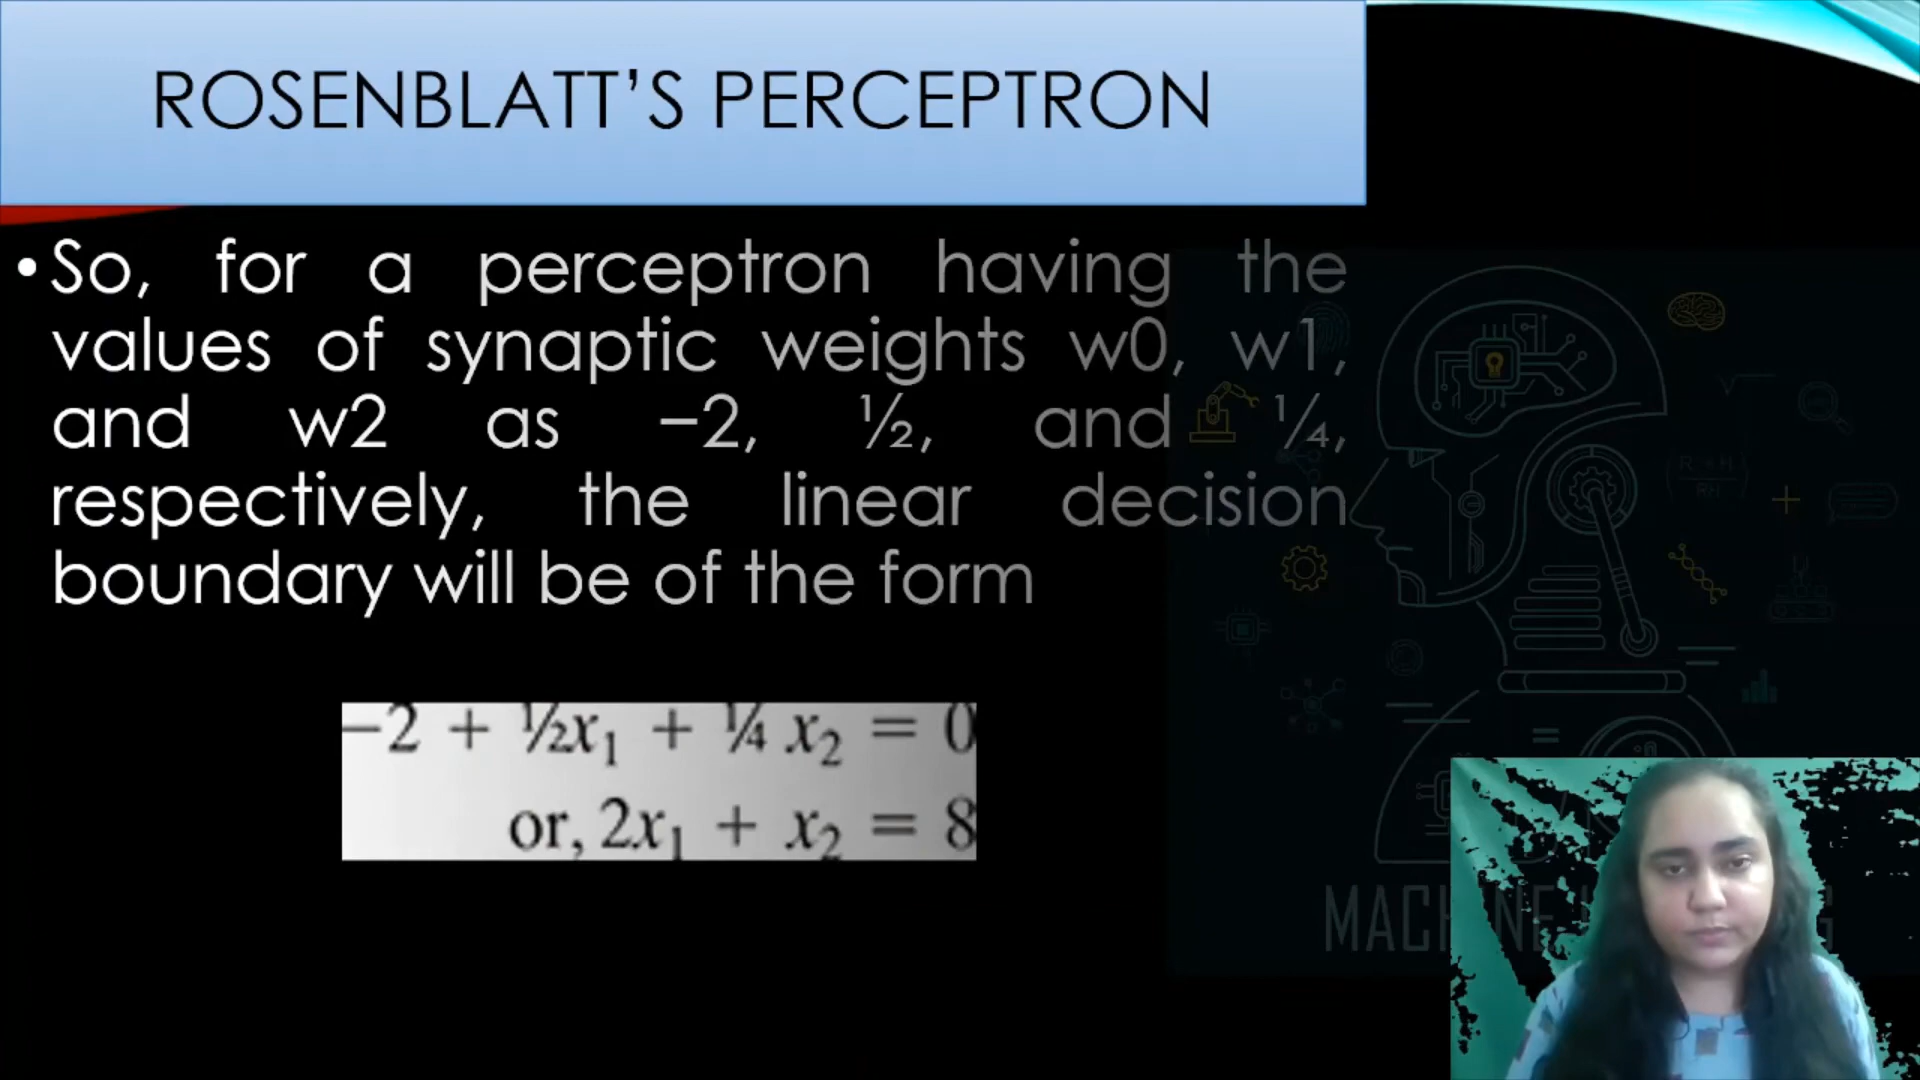 ROSENBLATT’S PERCEPTRON
• So, for a perceptron having the
values of synaptic weights w0, w1,
and w2 as −2, ½, and ¼,
respectively, the linear decision
boundary will be of the form
−2 + ½x₁ + ¼ x₂ = 0
or, 2x₁ + x₂ = 8